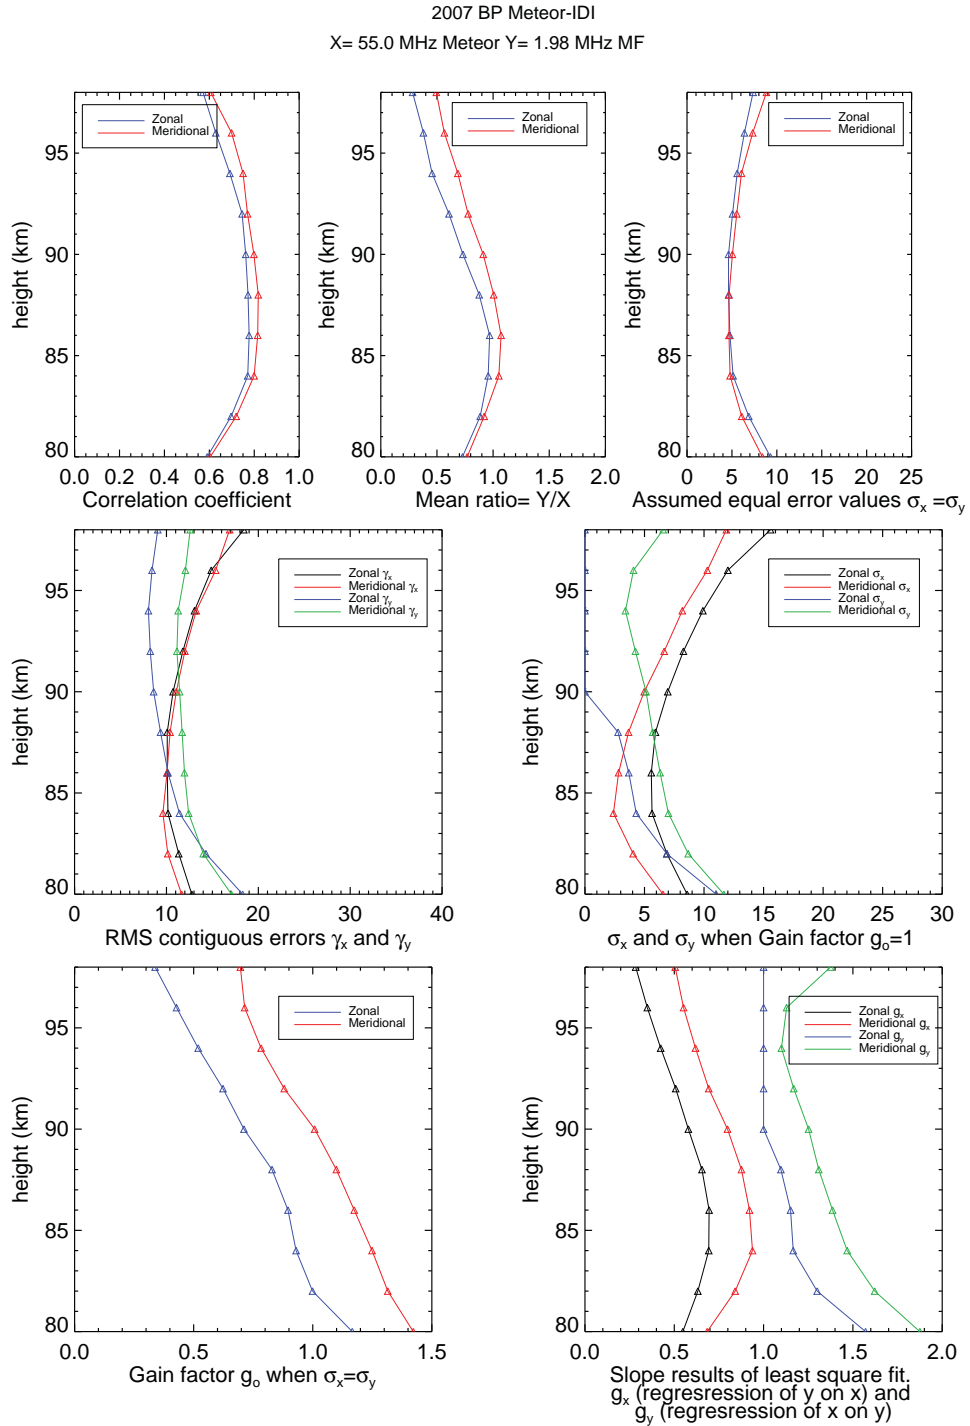 2007 BP Meteor-IDI
X= 55.0 MHz Meteor Y= 1.98 MHz MF
Zonal
Meridional
height (km)
95
90
85
80
0.0 0.2 0.4 0.6 0.8 1.0
Correlation coefficient
Zonal
Meridional
height (km)
95
90
85
80
0.0 0.5 1.0 1.5 2.0
Mean ratio= Y/X
Zonal
Meridional
height (km)
95
90
85
80
0 5 10 15 20 25
Assumed equal error values σx =σy
Zonal γx
Meridional γx
Zonal γy
Meridional γy
height (km)
95
90
85
80
0 10 20 30 40
RMS contiguous errors γx and γy
Zonal σx
Meridional σx
Zonal σy
Meridional σy
height (km)
95
90
85
80
0 5 10 15 20 25 30
σx and σy when Gain factor go=1
Zonal
Meridional
height (km)
95
90
85
80
0.0 0.5 1.0 1.5
Gain factor go when σx=σy
Zonal gx
Meridional gx
Zonal gy
Meridional gy
height (km)
95
90
85
80
0.0 0.5 1.0 1.5 2.0
Slope results of least square fit.
gx (regresression of y on x) and
gy (regresression of x on y)